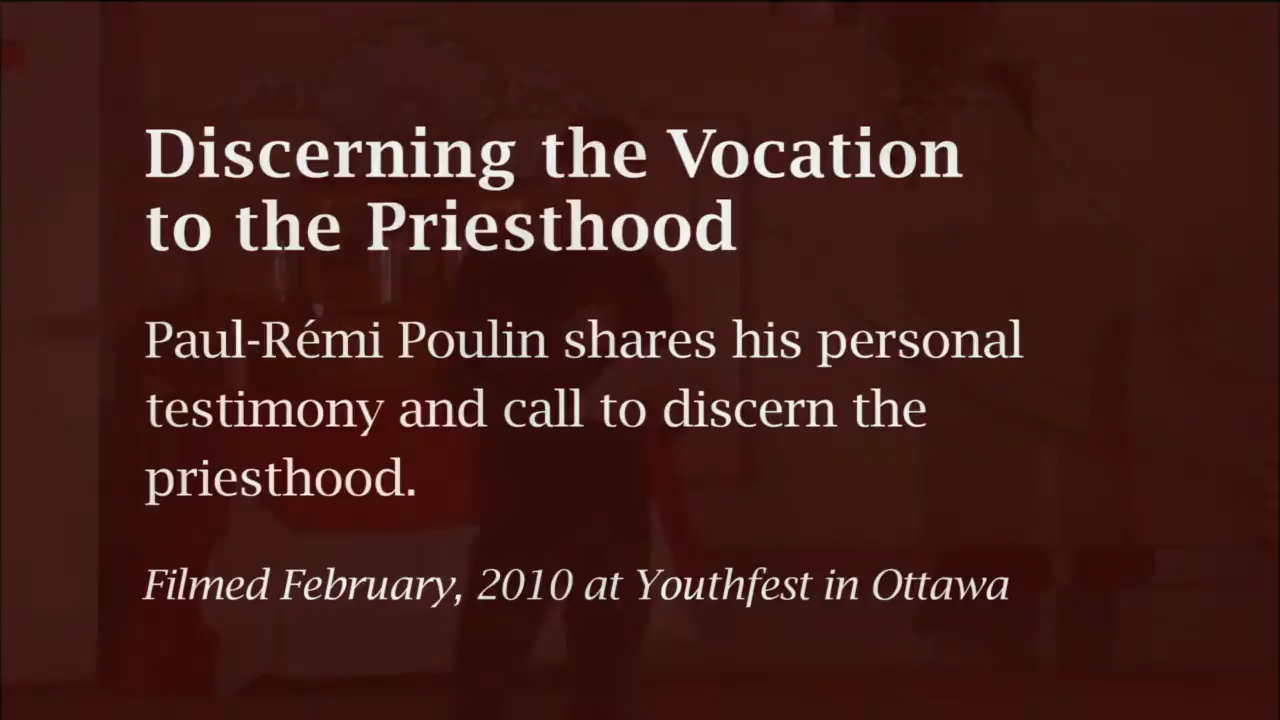 Discerning the Vocation
to the Priesthood
Paul-Rémi Poulin shares his personal
testimony and call to discern the
priesthood.
Filmed February, 2010 at Youthfest in Ottawa